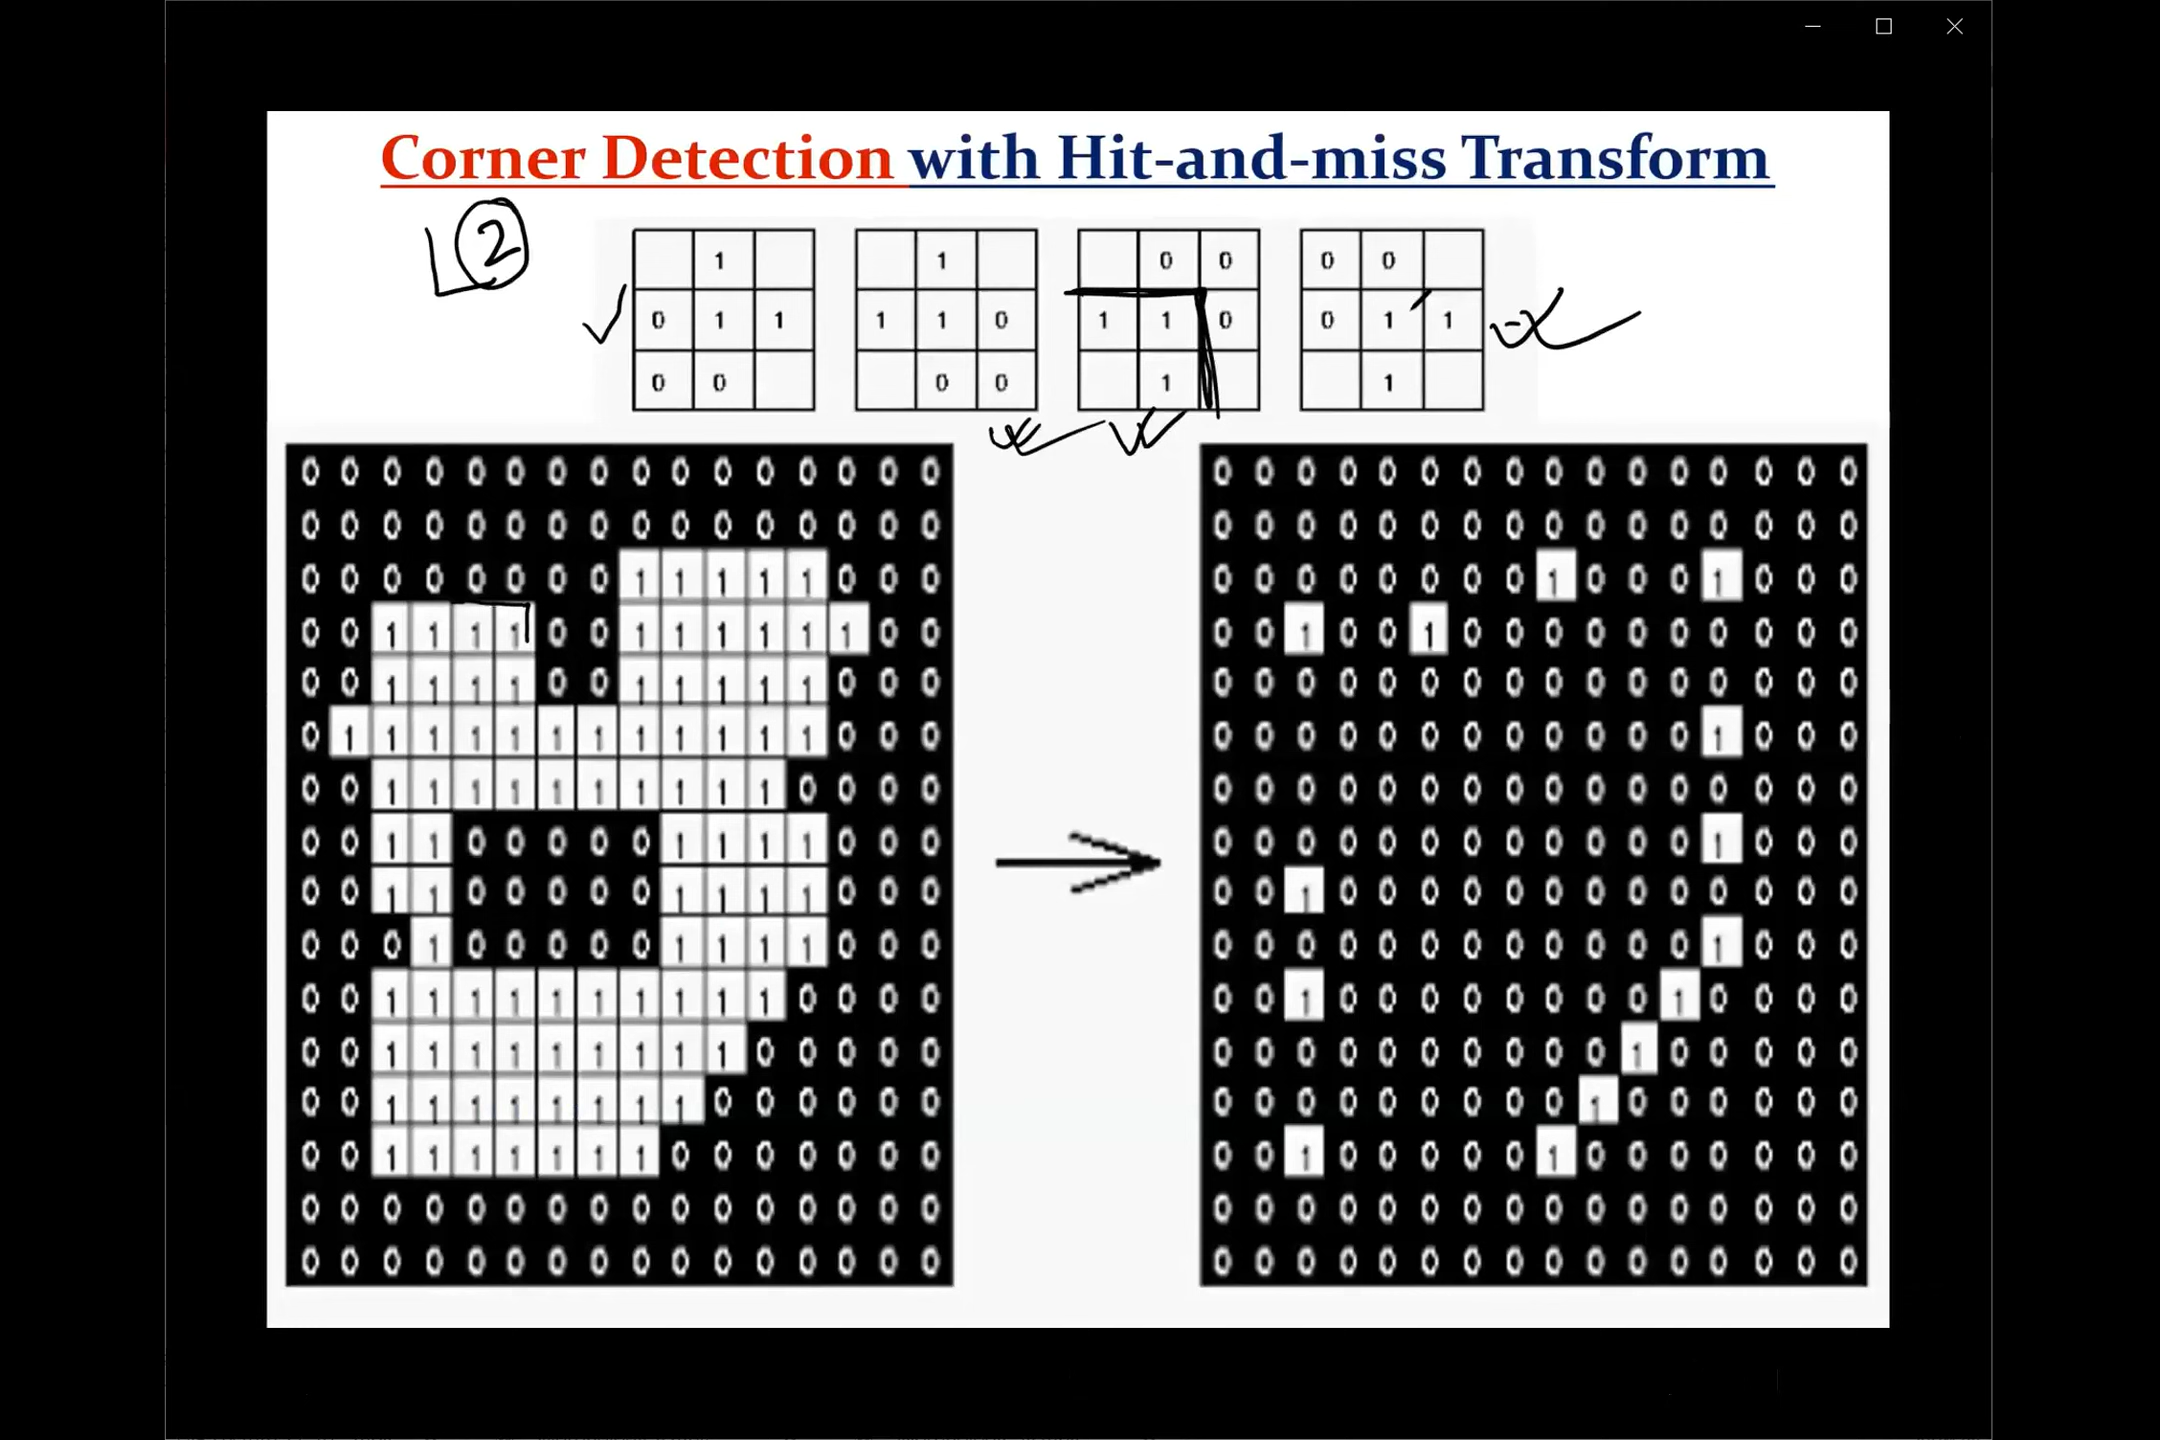 Corner Detection with Hit-and-miss Transform
2
1 1 0 0 0 0
0 1 1 1 1 0 1 1 0 0 1 1
0 0 0 0 1 1
0 0 0 0 0 0 0 0 0 0 0 0 0 0 0 0
0 0 0 0 0 0 0 0 0 0 0 0 0 0 0 0
0 0 0 0 0 0 0 0 1 1 1 1 1 0 0 0
0 0 1 1 1 1 0 0 1 1 1 1 1 1 0 0
0 0 1 1 1 1 0 0 1 1 1 1 1 0 0 0
0 1 1 1 1 1 1 1 1 1 1 1 1 0 0 0
0 0 1 1 1 1 1 1 1 1 1 1 0 0 0 0
0 0 1 1 0 0 0 0 0 1 1 1 1 0 0 0
0 0 1 1 0 0 0 0 0 1 1 1 1 0 0 0
0 0 0 1 0 0 0 0 0 1 1 1 1 0 0 0
0 0 1 1 1 1 1 1 1 1 1 1 0 0 0 0
0 0 1 1 1 1 1 1 1 1 1 0 0 0 0 0
0 0 1 1 1 1 1 1 1 1 0 0 0 0 0 0
0 0 1 1 1 1 1 1 1 0 0 0 0 0 0 0
0 0 0 0 0 0 0 0 0 0 0 0 0 0 0 0
0 0 0 0 0 0 0 0 0 0 0 0 0 0 0 0
0 0 0 0 0 0 0 0 0 0 0 0 0 0 0 0
0 0 0 0 0 0 0 0 0 0 0 0 0 0 0 0
0 0 0 0 0 0 0 0 1 0 0 0 1 0 0 0
0 0 1 0 0 1 0 0 0 0 0 0 0 0 0 0
0 0 0 0 0 0 0 0 0 0 0 0 0 0 0 0
0 0 0 0 0 0 0 0 0 0 0 0 1 0 0 0
0 0 0 0 0 0 0 0 0 0 0 0 0 0 0 0
0 0 0 0 0 0 0 0 0 0 0 0 1 0 0 0
0 0 1 0 0 0 0 0 0 0 0 0 0 0 0 0
0 0 0 0 0 0 0 0 0 0 0 0 1 0 0 0
0 0 1 0 0 0 0 0 0 0 0 1 0 0 0 0
0 0 0 0 0 0 0 0 0 0 1 0 0 0 0 0
0 0 0 0 0 0 0 0 0 1 0 0 0 0 0 0
0 0 1 0 0 0 0 0 1 0 0 0 0 0 0 0
0 0 0 0 0 0 0 0 0 0 0 0 0 0 0 0
0 0 0 0 0 0 0 0 0 0 0 0 0 0 0 0